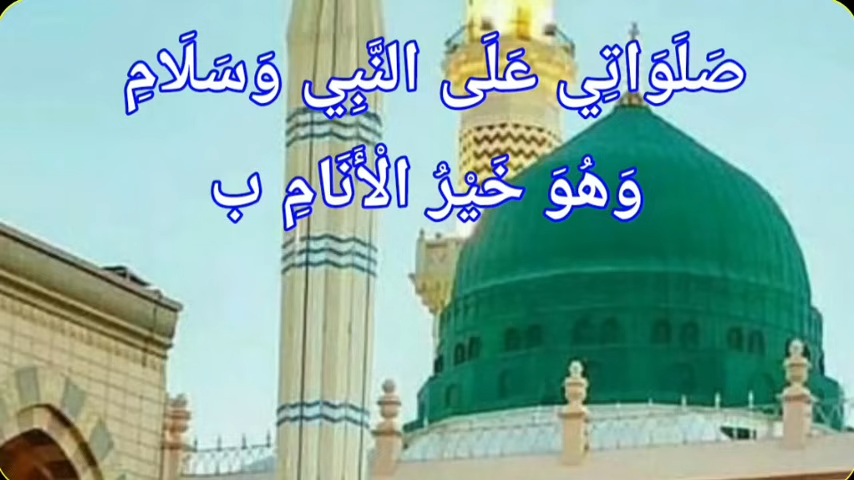 صَلَوَاتِي عَلَى النَّبِي وَسَلَامِ
وَهُوَ خَيْرُ الْأَنَامِ ب